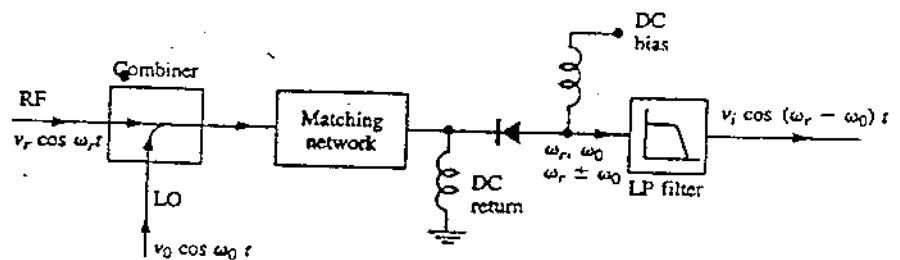 DC
bias
Combiner
RF
Matching
network
v_r cos ω_r t
v_i cos (ω_r − ω_0) t
ω_r, ω_0
ω_r ± ω_0
LP filter
DC
return
LO
v_0 cos ω_0 t